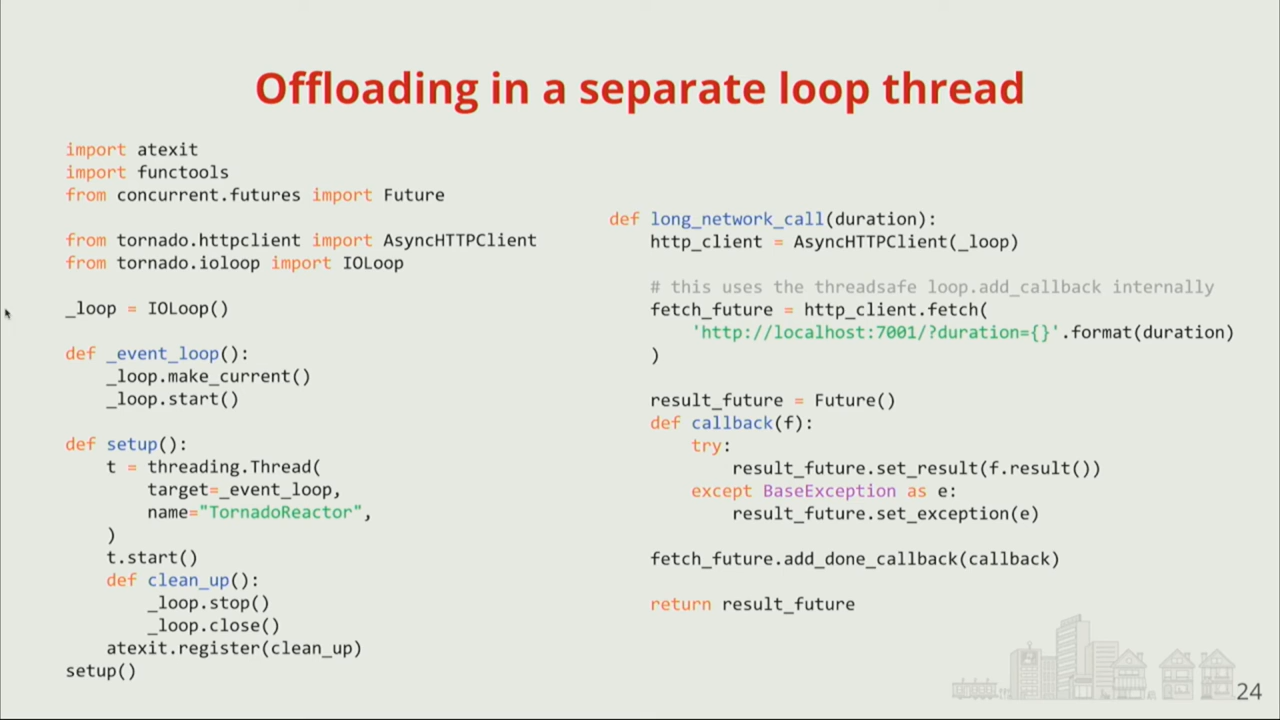 Offloading in a separate loop thread
import atexit
import functools
from concurrent.futures import Future
from tornado.httpclient import AsyncHTTPClient
from tornado.ioloop import IOLoop
_loop = IOLoop()
def _event_loop():
    _loop.make_current()
    _loop.start()
def setup():
    t = threading.Thread(
        target=_event_loop,
        name="TornadoReactor",
    )
    t.start()
    def clean_up():
        _loop.stop()
        _loop.close()
    atexit.register(clean_up)
setup()
def long_network_call(duration):
    http_client = AsyncHTTPClient(_loop)
    # this uses the threadsafe loop.add_callback internally
    fetch_future = http_client.fetch(
        'http://localhost:7001/?duration={}'.format(duration)
    )
    result_future = Future()
    def callback(f):
        try:
            result_future.set_result(f.result())
        except BaseException as e:
            result_future.set_exception(e)
    fetch_future.add_done_callback(callback)
    return result_future
24